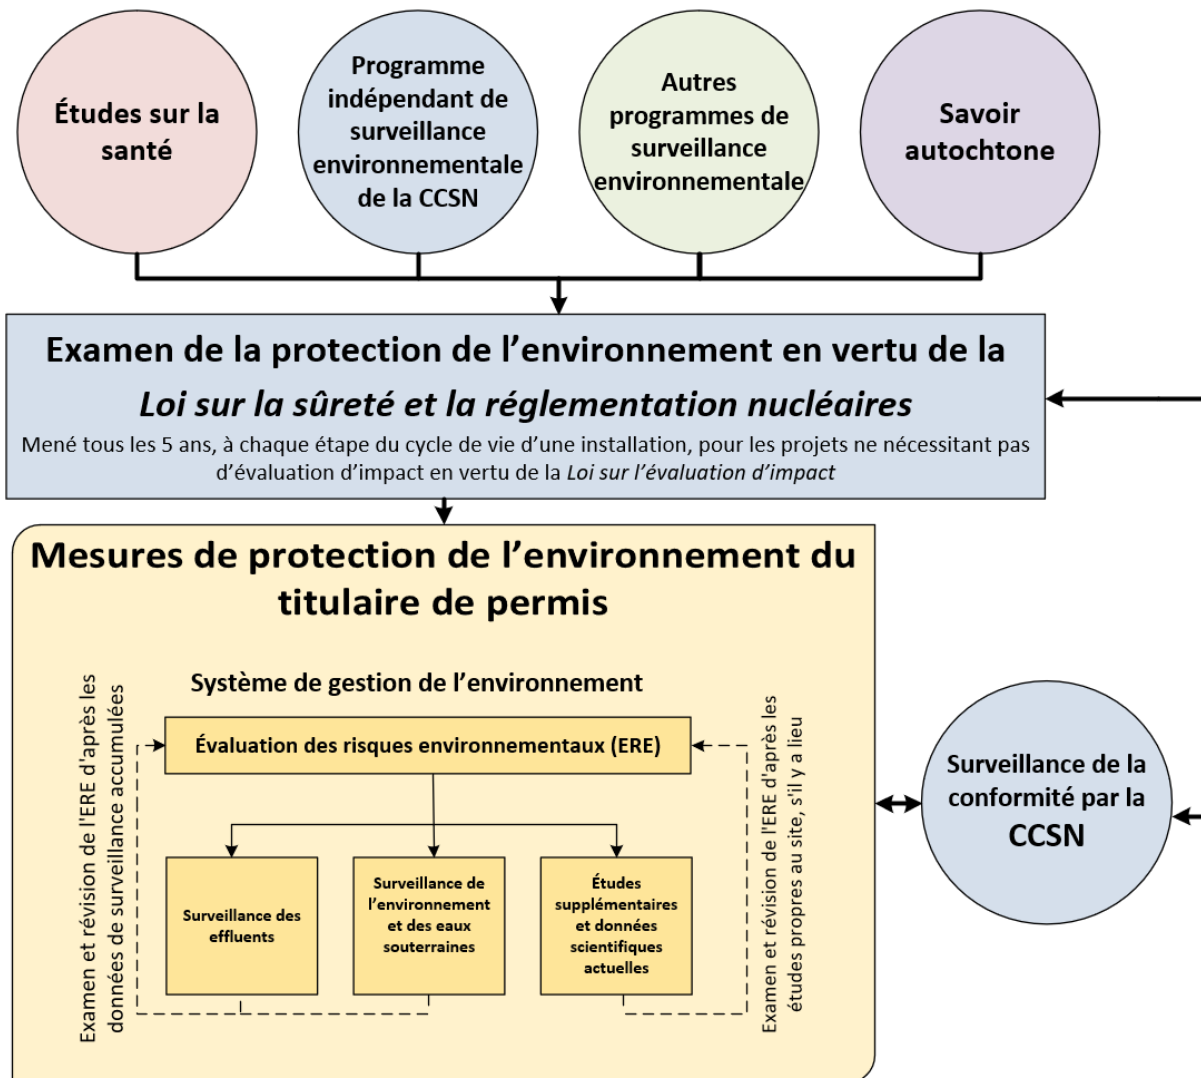 Études sur la
santé
Programme
indépendant de
surveillance
environnementale
de la CCSN
Autres
programmes de
surveillance
environnementale
Savoir
autochtone
Examen de la protection de l’environnement en vertu de la
Loi sur la sûreté et la réglementation nucléaires
Mené tous les 5 ans, à chaque étape du cycle de vie d’une installation, pour les projets ne nécessitant pas
d’évaluation d’impact en vertu de la Loi sur l’évaluation d’impact
Mesures de protection de l’environnement du
titulaire de permis
Système de gestion de l’environnement
Examen et révision de l'ERE d'après les
données de surveillance accumulées
Évaluation des risques environnementaux (ERE)
Surveillance des
effluents
Surveillance de
l’environnement
et des eaux
souterraines
Études
supplémentaires
et données
scientifiques
actuelles
Examen et révision de l'ERE d'après les
études propres au site, s'il y a lieu
Surveillance de la
conformité par la
CCSN